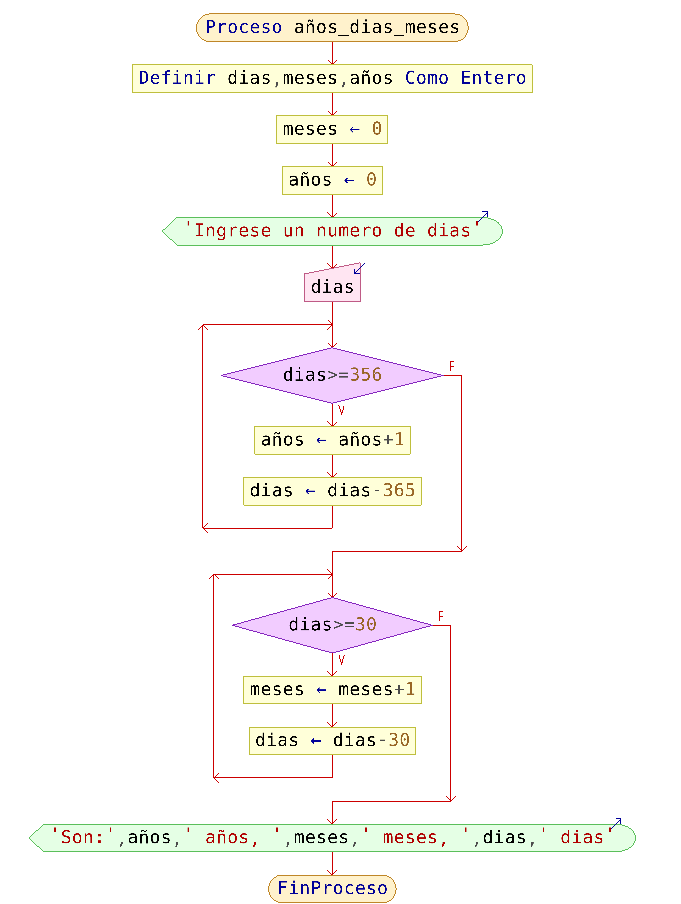 Proceso años_dias_meses
Definir dias,meses,años Como Entero
meses ← 0
años ← 0
'Ingrese un numero de dias'
dias
dias>=356
F
V
años ← años+1
dias ← dias-365
dias>=30
F
V
meses ← meses+1
dias ← dias-30
'Son:',años,' años, ',meses,' meses, ',dias,' dias'
FinProceso